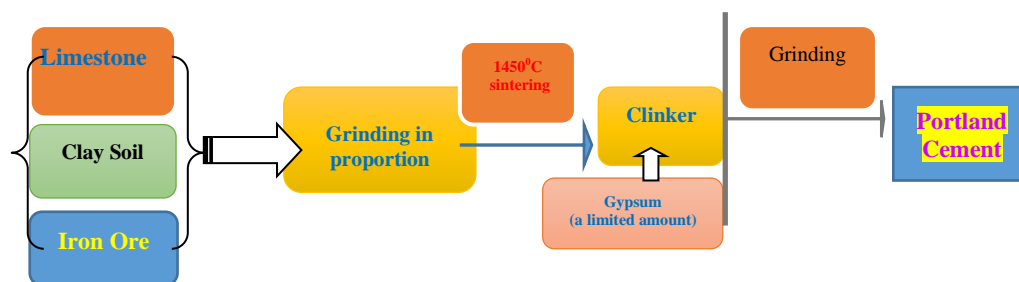 Limestone
Clay Soil
Iron Ore
Grinding in
proportion
1450⁰C
sintering
Clinker
Gypsum
(a limited amount)
Grinding
Portland
Cement